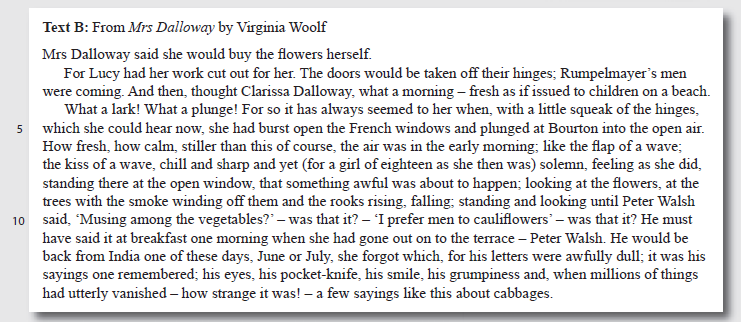 Text B: From Mrs Dalloway by Virginia Woolf
Mrs Dalloway said she would buy the flowers herself.
For Lucy had her work cut out for her. The doors would be taken off their hinges; Rumpelmayer's men
were coming. And then, thought Clarissa Dalloway, what a morning – fresh as if issued to children on a beach.
What a lark! What a plunge! For so it has always seemed to her when, with a little squeak of the hinges,
5 which she could hear now, she had burst open the French windows and plunged at Bourton into the open air.
How fresh, how calm, stiller than this of course, the air was in the early morning; like the flap of a wave;
the kiss of a wave, chill and sharp and yet (for a girl of eighteen as she then was) solemn, feeling as she did,
standing there at the open window, that something awful was about to happen; looking at the flowers, at the
trees with the smoke winding off them and the rooks rising, falling; standing and looking until Peter Walsh
10 said, 'Musing among the vegetables?' – was that it? – 'I prefer men to cauliflowers' – was that it? He must
have said it at breakfast one morning when she had gone out on to the terrace – Peter Walsh. He would be
back from India one of these days, June or July, she forgot which, for his letters were awfully dull; it was his
sayings one remembered; his eyes, his pocket-knife, his smile, his grumpiness and, when millions of things
had utterly vanished – how strange it was! – a few sayings like this about cabbages.